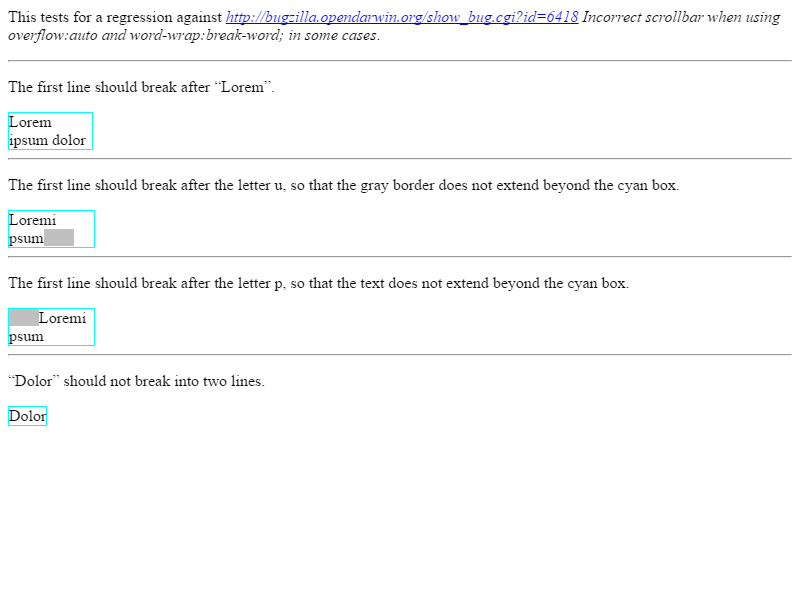 This tests for a regression against http://bugzilla.opendarwin.org/show_bug.cgi?id=6418 Incorrect scrollbar when using
overflow:auto and word-wrap:break-word; in some cases.
The first line should break after “Lorem”.
Lorem
ipsum dolor
The first line should break after the letter u, so that the gray border does not extend beyond the cyan box.
Loremi
psum
The first line should break after the letter p, so that the text does not extend beyond the cyan box.
Loremi
psum
“Dolor” should not break into two lines.
Dolor